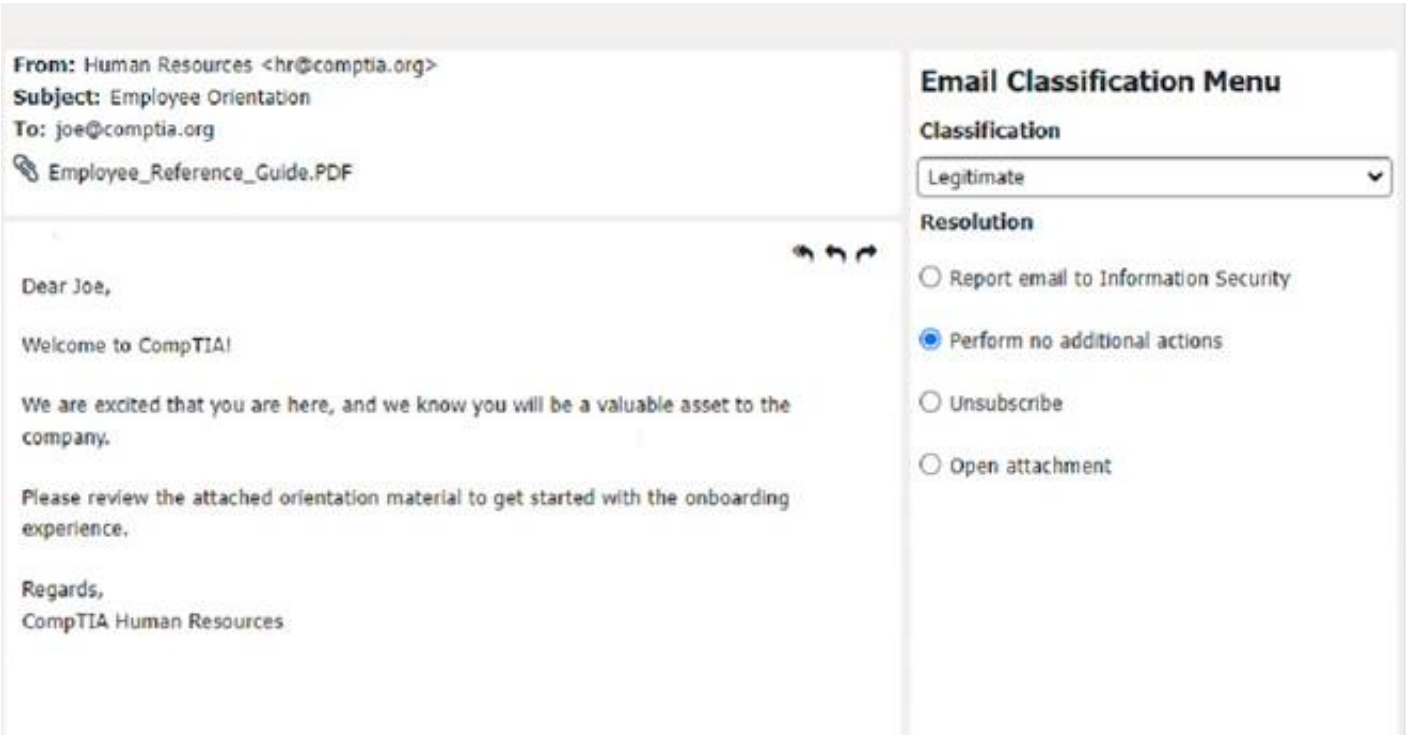 From: Human Resources <hr@comptia.org>
Subject: Employee Orientation
To: joe@comptia.org
Employee_Reference_Guide.PDF
Dear Joe,
Welcome to CompTIA!
We are excited that you are here, and we know you will be a valuable asset to the
company.
Please review the attached orientation material to get started with the onboarding
experience.
Regards,
CompTIA Human Resources
Email Classification Menu
Classification
Legitimate
Resolution
Report email to Information Security
Perform no additional actions
Unsubscribe
Open attachment